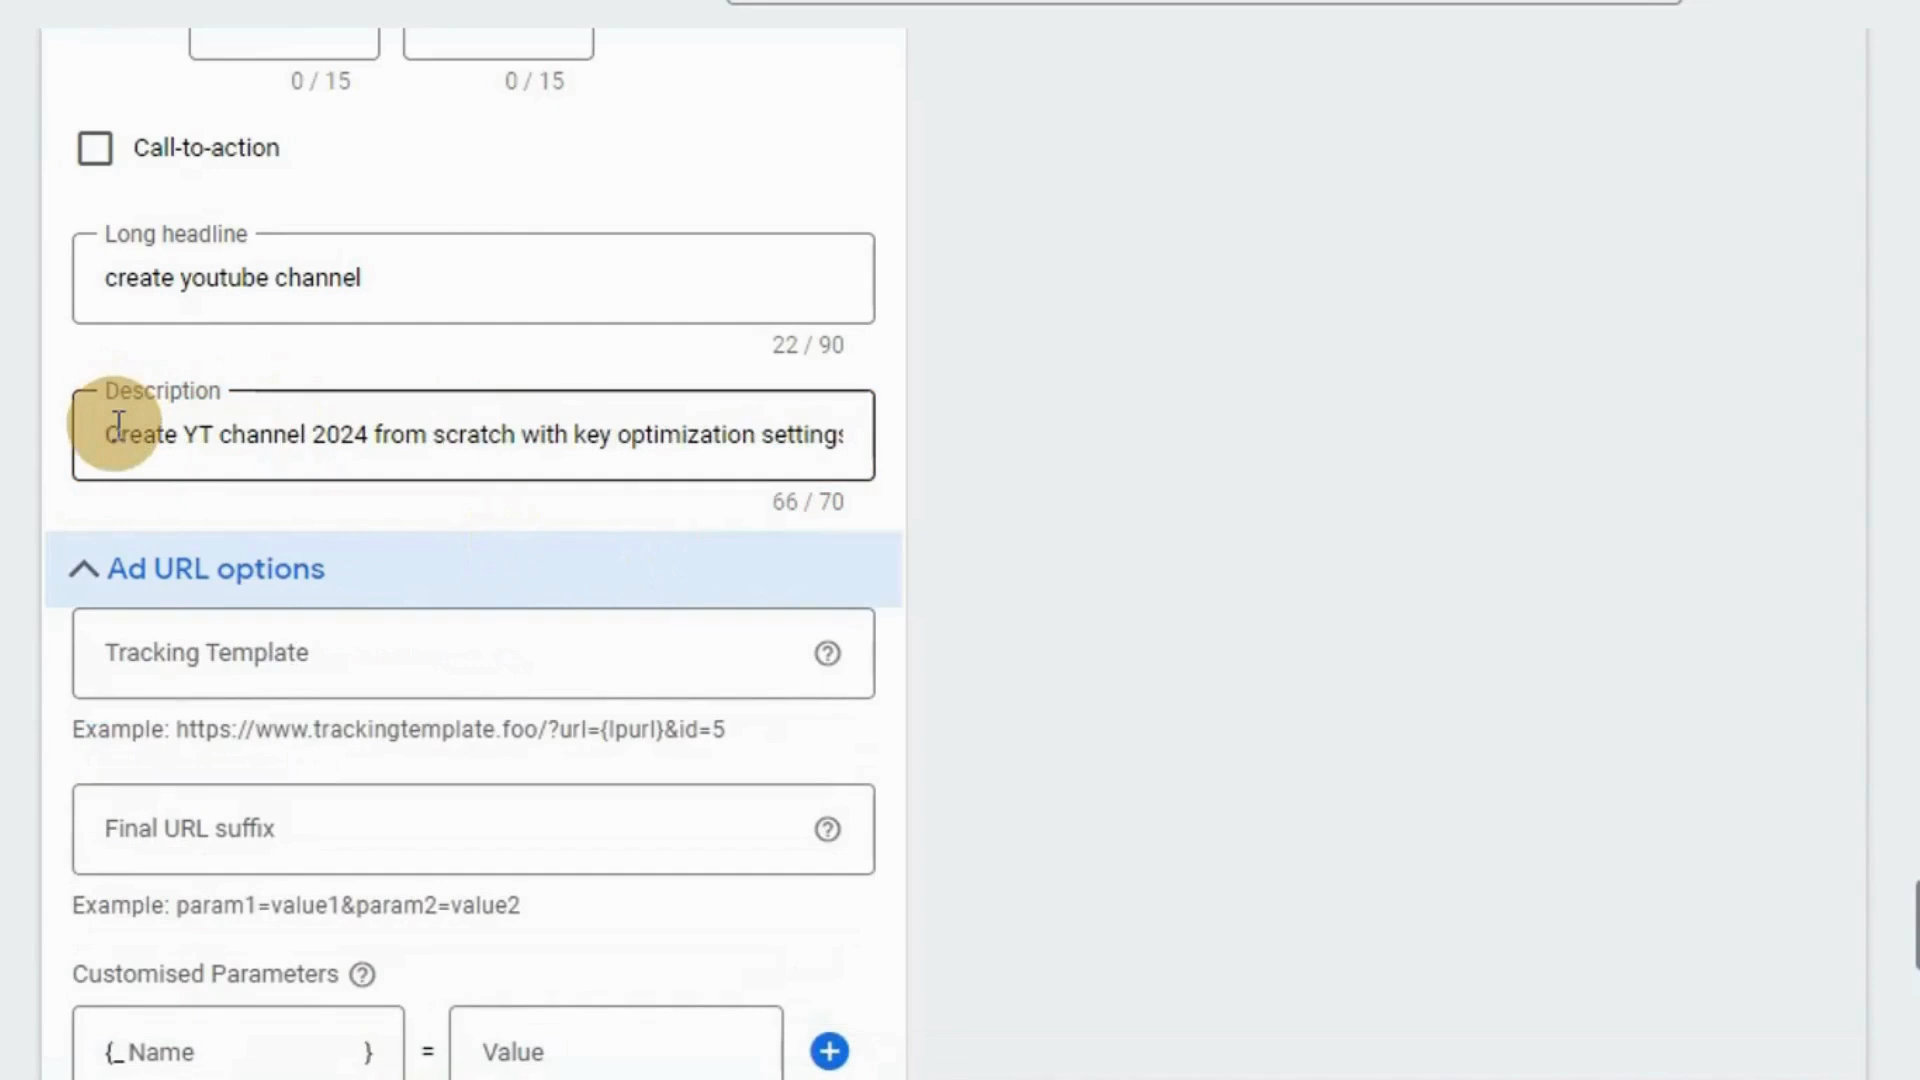 0 / 15 0 / 15
Call-to-action
Long headline
create youtube channel
22 / 90
Description
Create YT channel 2024 from scratch with key optimization settings
66 / 70
Ad URL options
Tracking Template
Example: https://www.trackingtemplate.foo/?url={lpurl}&id=5
Final URL suffix
Example: param1=value1&param2=value2
Customised Parameters
{_ Name } = Value